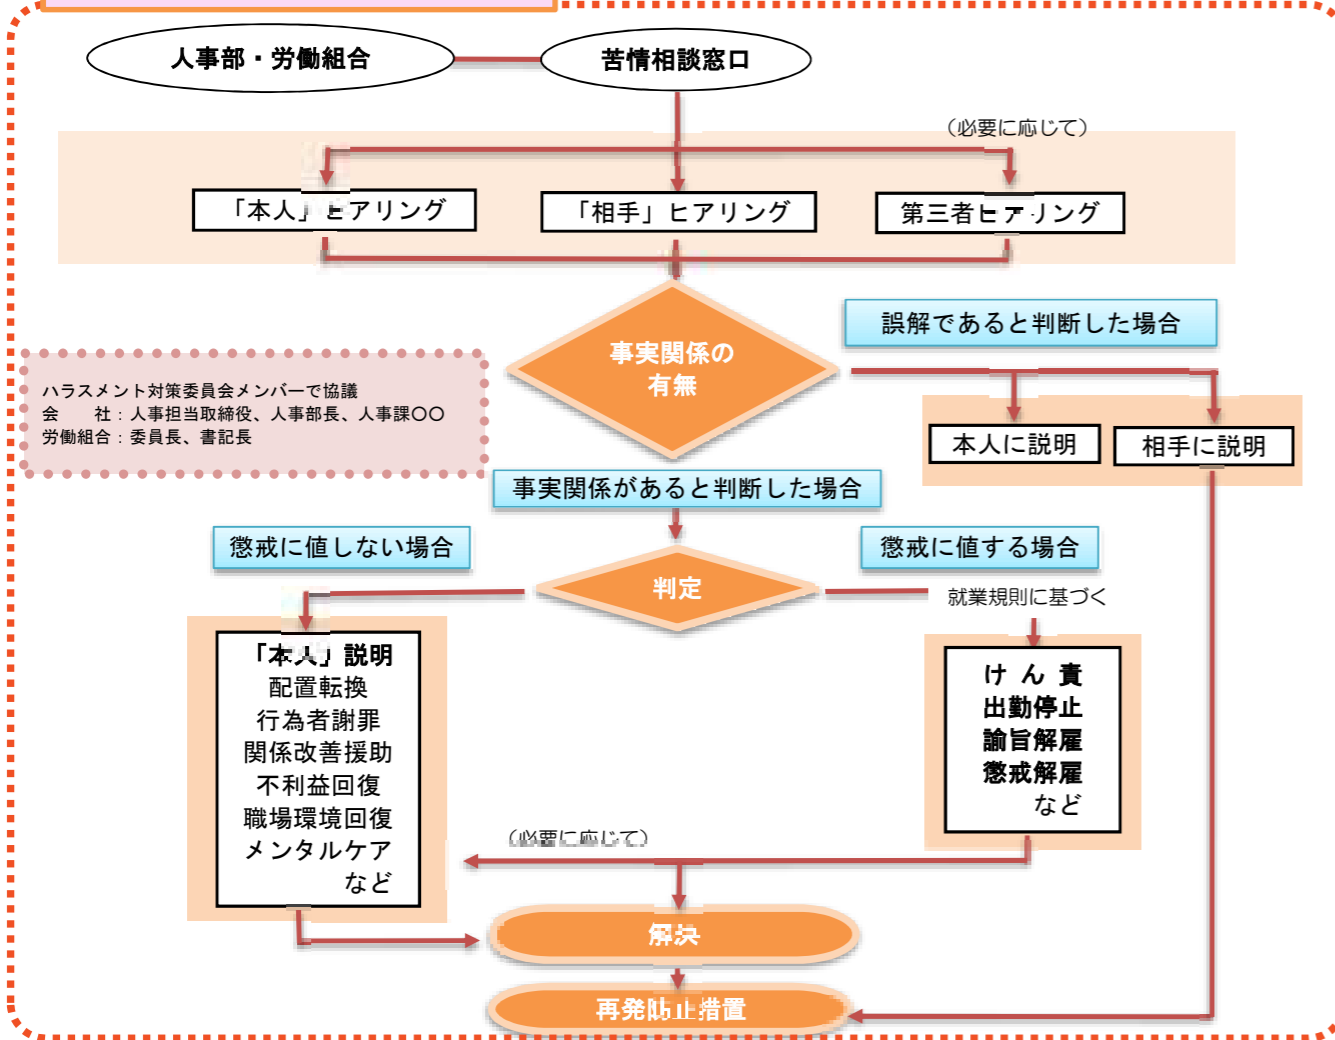 人事部・労働組合
苦情相談窓口
（必要に応じて）
「本人」ヒアリング
「相手」ヒアリング
第三者ヒアリング
誤解であると判断した場合
事実関係の
有無
ハラスメント対策委員会メンバーで協議
会　　社：人事担当取締役、人事部長、人事課〇〇
労働組合：委員長、書記長
本人に説明
相手に説明
事実関係があると判断した場合
懲戒に値しない場合
懲戒に値する場合
判定
就業規則に基づく
「本人」説明
配置転換
行為者謝罪
関係改善援助
不利益回復
職場環境回復
メンタルケア
など
け ん 責
出勤停止
諭旨解雇
懲戒解雇
など
（必要に応じて）
解決
再発防止措置